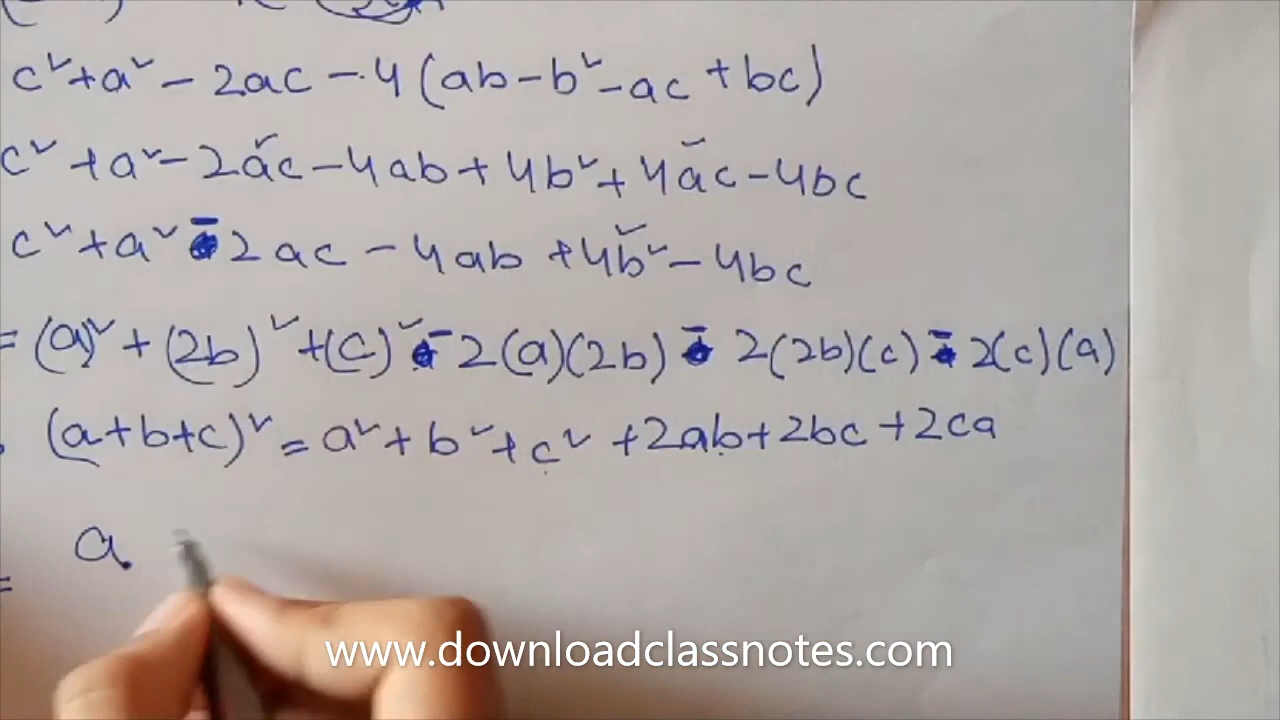 c²+a²-2ac-4(ab-b²-ac+bc)
c²+a²-2ac-4ab+4b²+4ac-4bc
c²+a²-2ac-4ab+4b²-4bc
=(a)²+(2b)²+(c)²-2(a)(2b)-2(2b)(c)-2(c)(a)
(a+b+c)²=a²+b²+c²+2ab+2bc+2ca
= a
www.downloadclassnotes.com